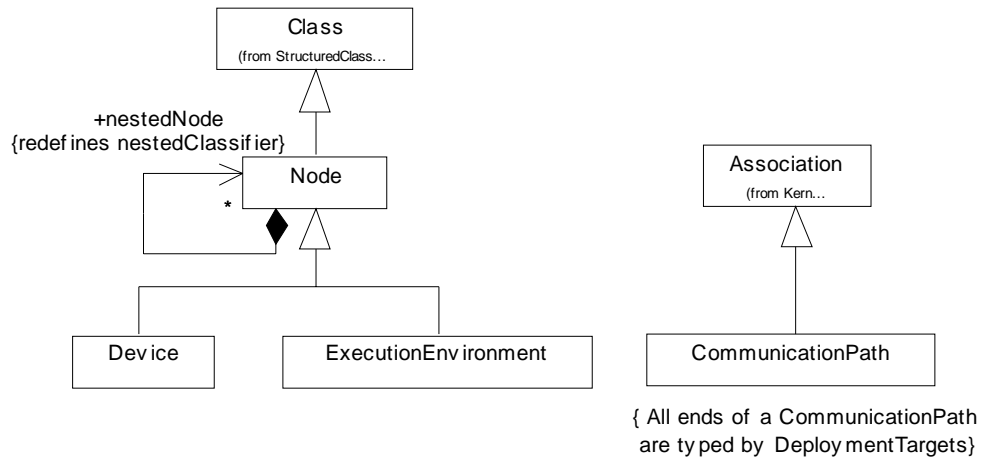 Class
(from StructuredClass...
+nestedNode
{redefines nestedClassifier}
Node
*
Association
(from Kern...
Device
ExecutionEnvironment
CommunicationPath
{ All ends of a CommunicationPath
are typed by DeploymentTargets}